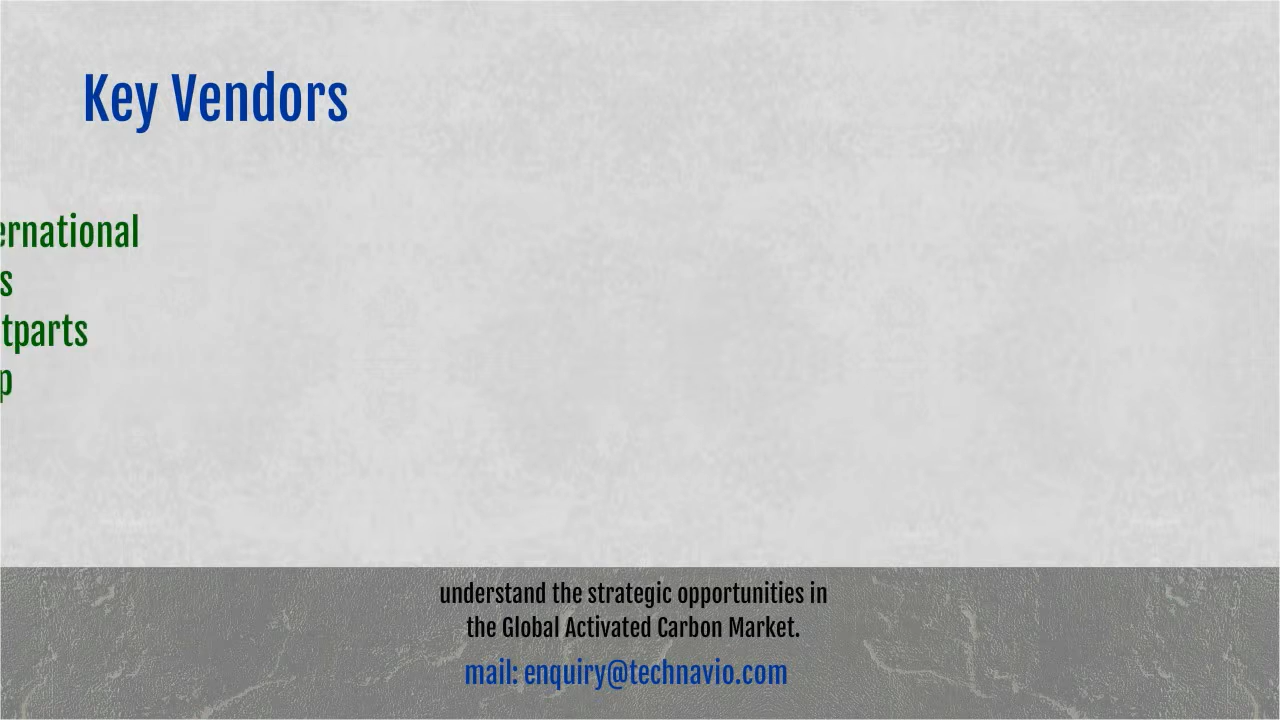 Key Vendors
ernational
s
tparts
p
understand the strategic opportunities in
the Global Activated Carbon Market.
mail: enquiry@technavio.com